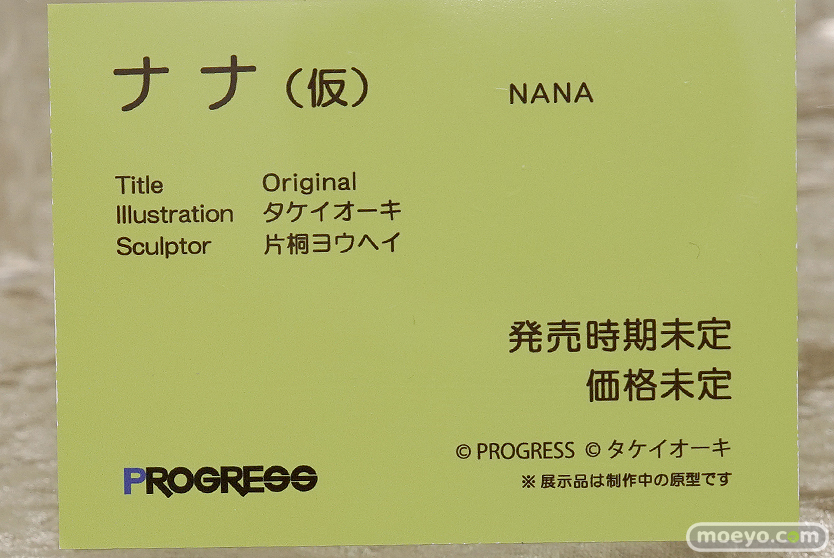 ナナ（仮） NANA
Title Original
Illustration タケイオーキ
Sculptor 片桐ヨウヘイ
発売時期未定
価格未定
© PROGRESS © タケイオーキ
PROGRESS
※展示品は制作中の原型です
moeyo.com